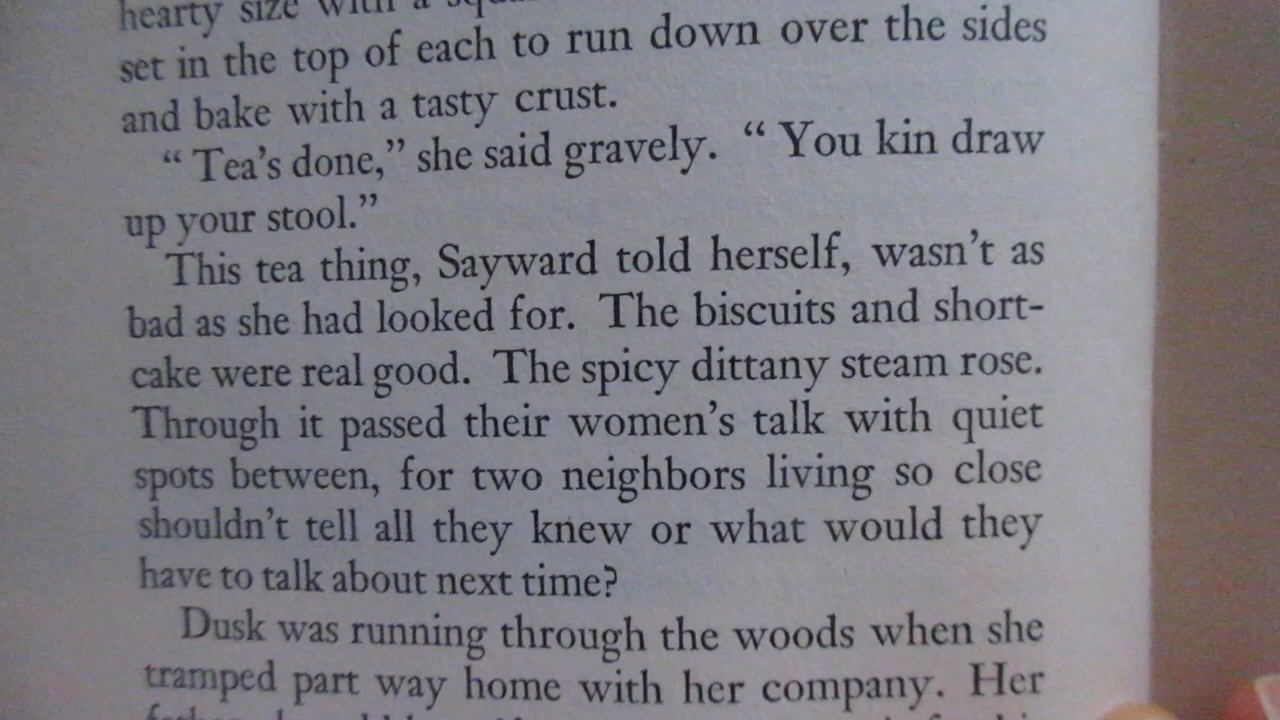 hearty size with a
set in the top of each to run down over the sides
and bake with a tasty crust.
“ Tea’s done,” she said gravely. “ You kin draw
up your stool.”
This tea thing, Sayward told herself, wasn’t as
bad as she had looked for. The biscuits and short-
cake were real good. The spicy dittany steam rose.
Through it passed their women’s talk with quiet
spots between, for two neighbors living so close
shouldn’t tell all they knew or what would they
have to talk about next time?
Dusk was running through the woods when she
tramped part way home with her company. Her